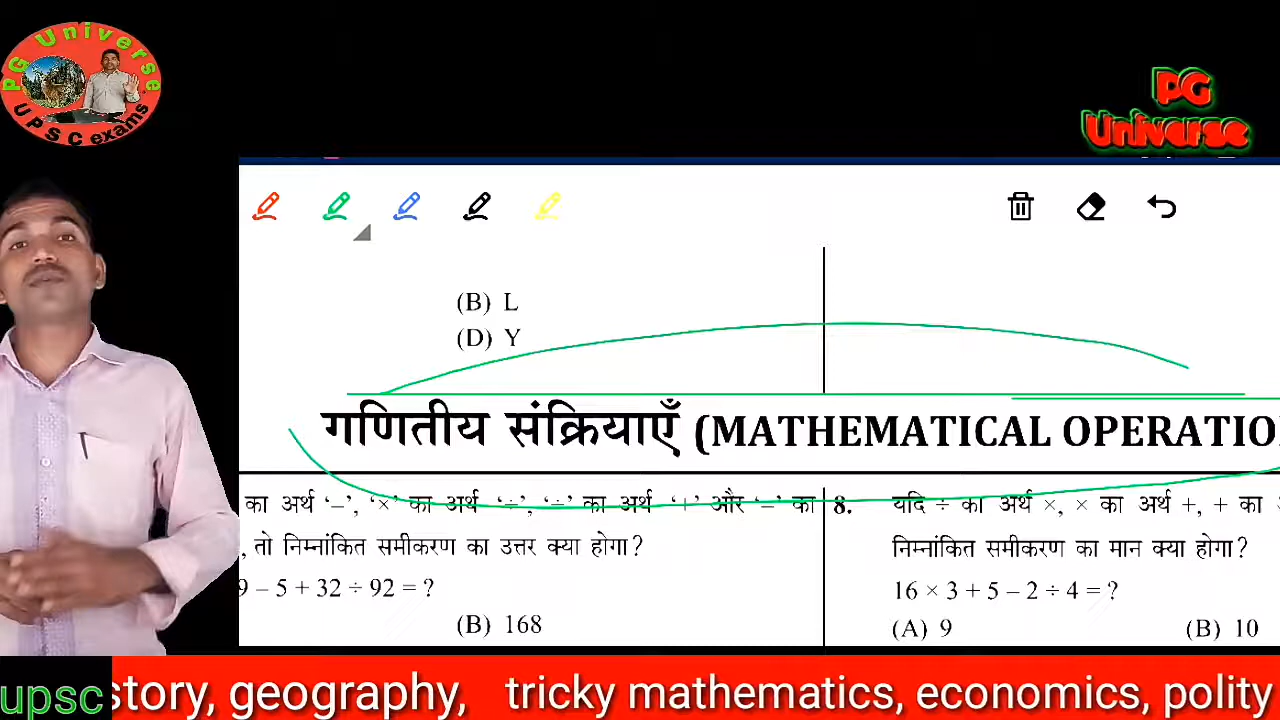 PG Universe
UPSC exams
PG
Universe
(B) L
(D) Y
गणितीय संक्रियाएँ (MATHEMATICAL OPERATIO
का अर्थ ‘–’, ‘×’ का अर्थ ‘÷’, ‘÷’ का अर्थ ‘+’ और ‘–’ का
, तो निम्नांकित समीकरण का उत्तर क्या होगा?
9 – 5 + 32 ÷ 92 = ?
(B) 168
8. यदि ÷ का अर्थ ×, × का अर्थ +, + का
निम्नांकित समीकरण का मान क्या होगा?
16 × 3 + 5 – 2 ÷ 4 = ?
(A) 9 (B) 10
upsc story, geography, tricky mathematics, economics, polity